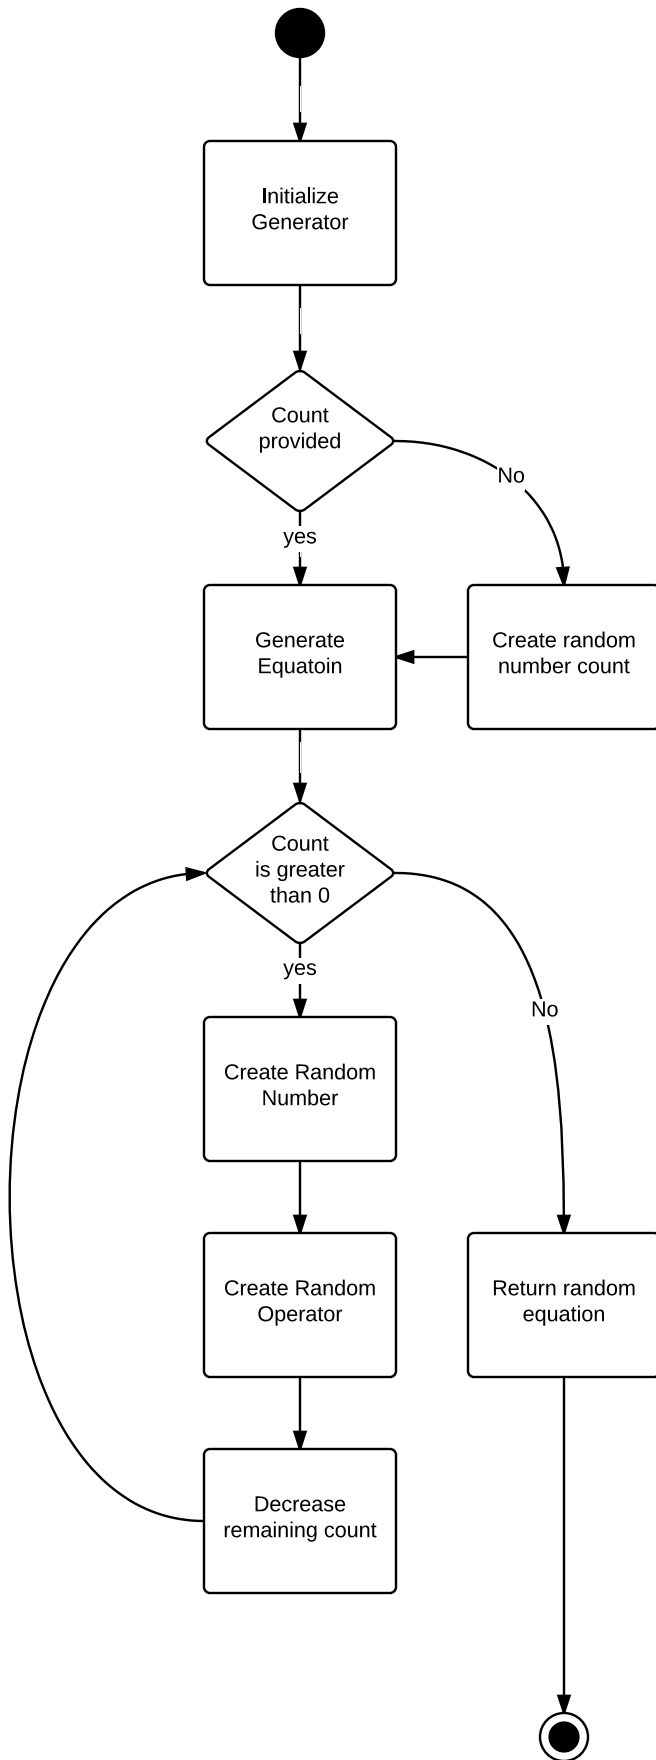 Initialize
Generator
Count
provided
No
yes
Generate
Equatoin
Create random
number count
Count
is greater
than 0
yes
No
Create Random
Number
Create Random
Operator
Return random
equation
Decrease
remaining count